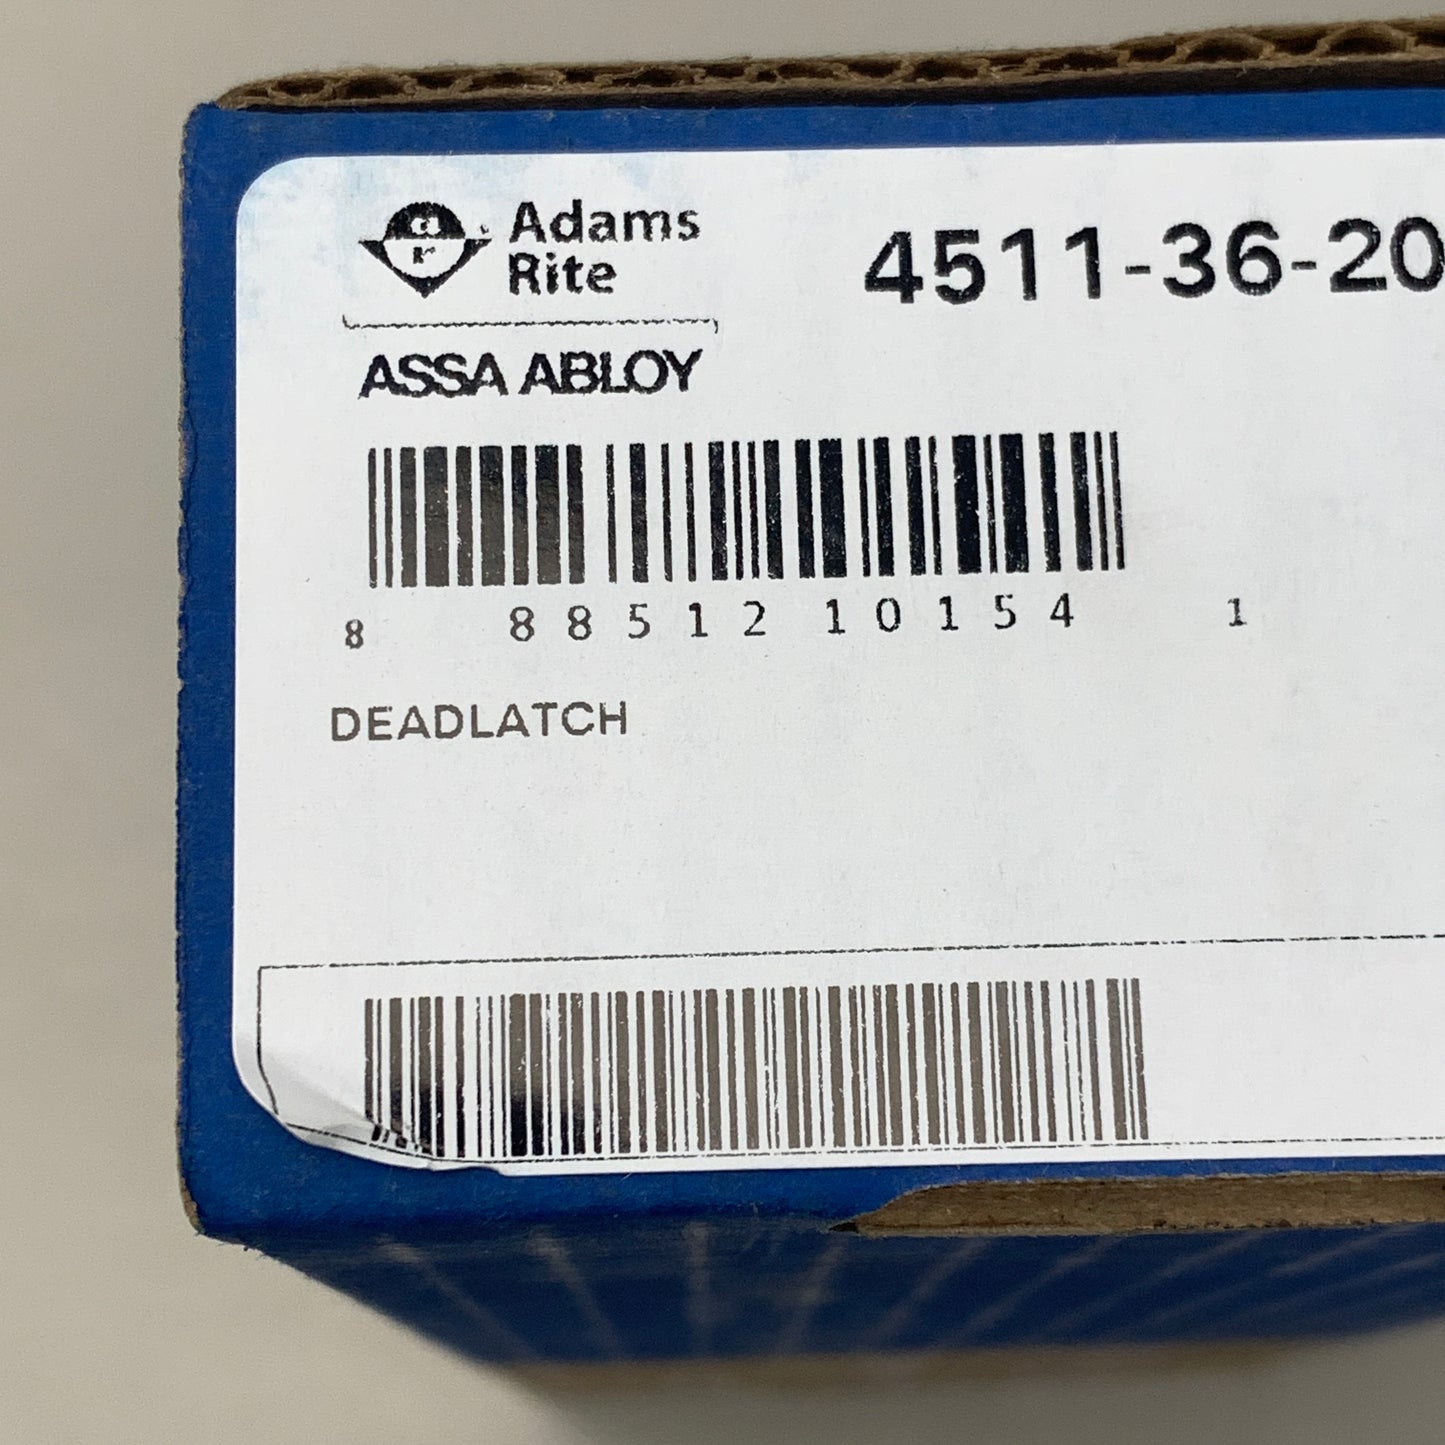 Adams
Rite
4511-36-20
ASSA ABLOY
8 88512 10154 1
DEADLATCH